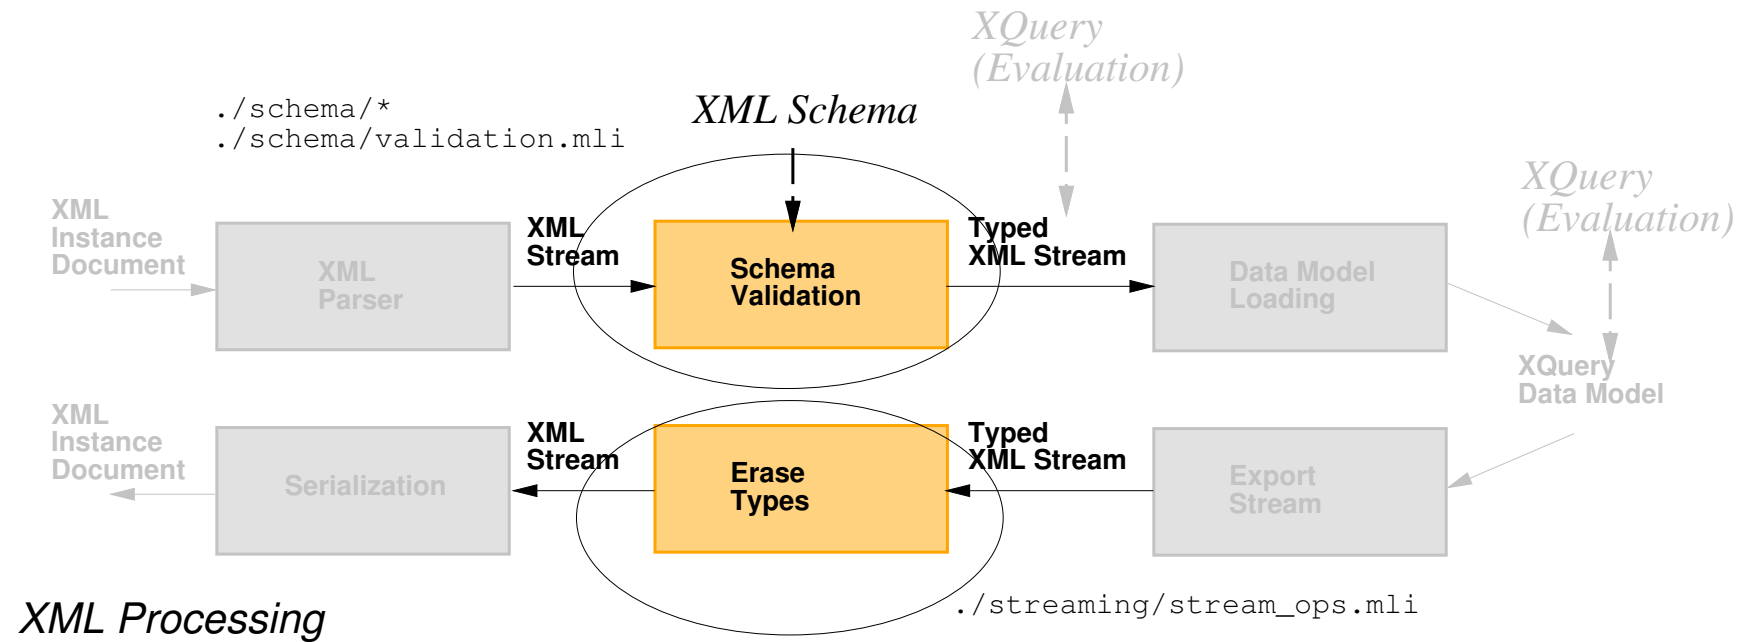 XQuery
(Evaluation)
./schema/*
./schema/validation.mli
XML Schema
XQuery
(Evaluation)
XML
Instance
Document
XML
Parser
XML
Stream
Schema
Validation
Typed
XML Stream
Data Model
Loading
XQuery
Data Model
XML
Instance
Document
Serialization
XML
Stream
Erase
Types
Typed
XML Stream
Export
Stream
./streaming/stream_ops.mli
XML Processing